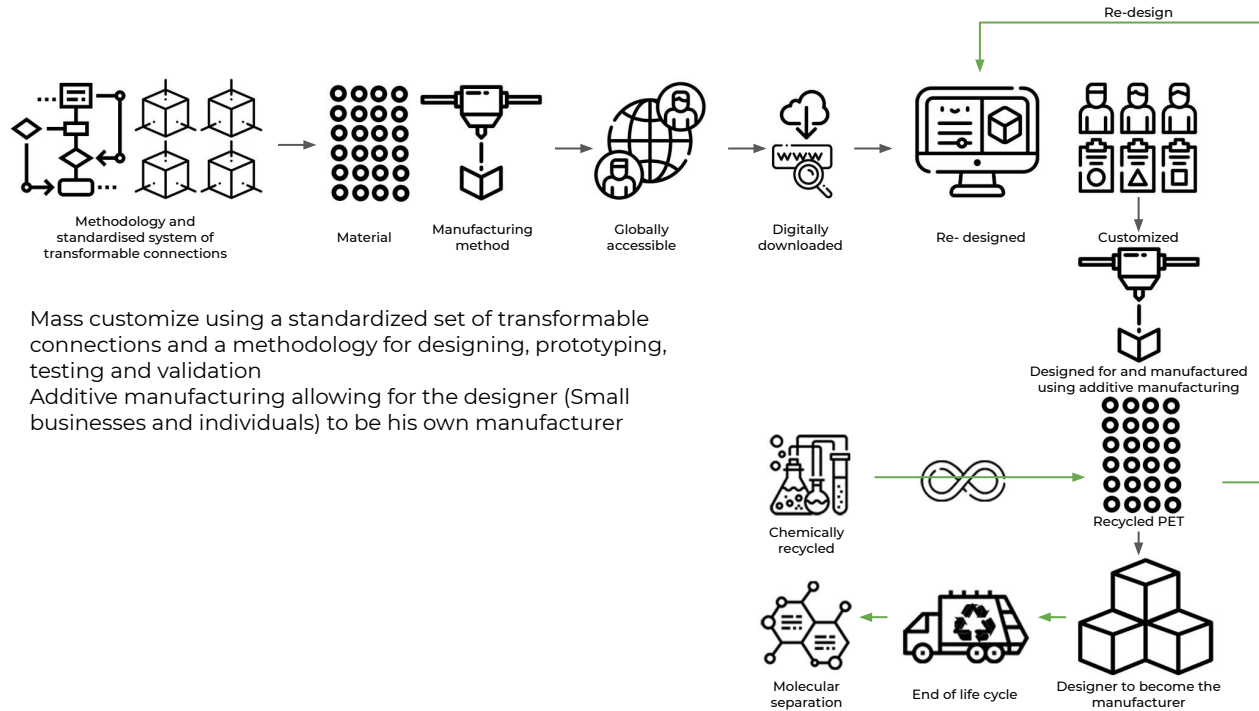 Re-design
www
Methodology and
standardised system of
transformable connections
Material
Manufacturing
method
Globally
accessible
Digitally
downloaded
Re- designed
Customized
Mass customize using a standardized set of transformable
connections and a methodology for designing, prototyping,
testing and validation
Additive manufacturing allowing for the designer (Small
businesses and individuals) to be his own manufacturer
Designed for and manufactured
using additive manufacturing
Recycled PET
Chemically
recycled
Molecular
separation
End of life cycle
Designer to become the
manufacturer